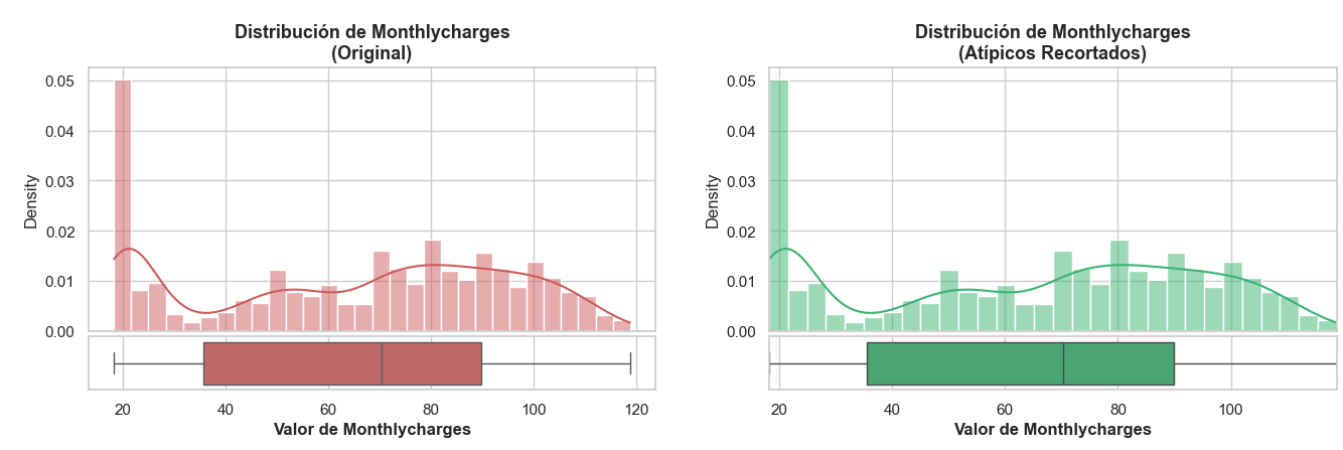 Distribución de Monthlycharges
(Original)
0.05
0.04
0.03
0.02
0.01
0.00
Density
20 40 60 80 100 120
Valor de Monthlycharges
Distribución de Monthlycharges
(Atípicos Recortados)
0.05
0.04
0.03
0.02
0.01
0.00
Density
20 40 60 80 100
Valor de Monthlycharges